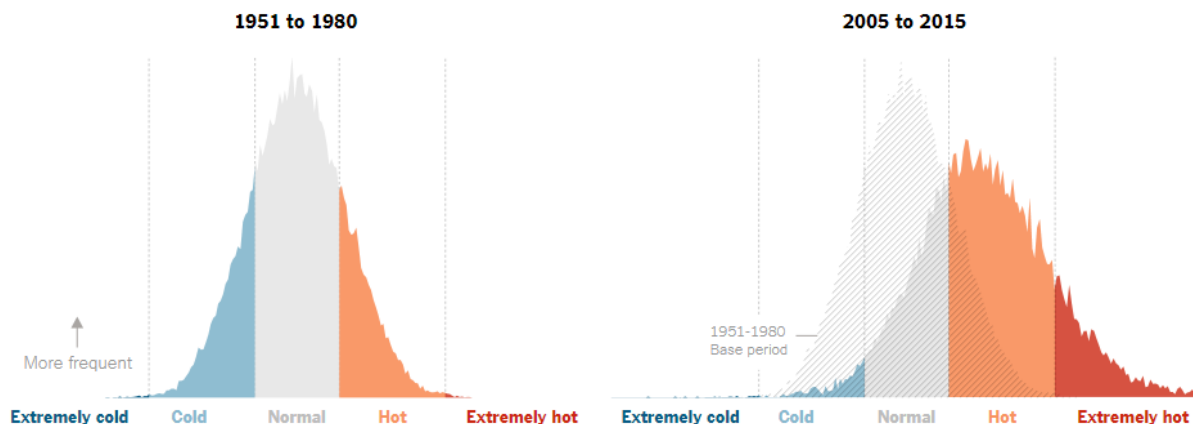 1951 to 1980
2005 to 2015
More frequent
1951-1980
Base period
Extremely cold Cold Normal Hot Extremely hot
Extremely cold Cold Normal Hot Extremely hot